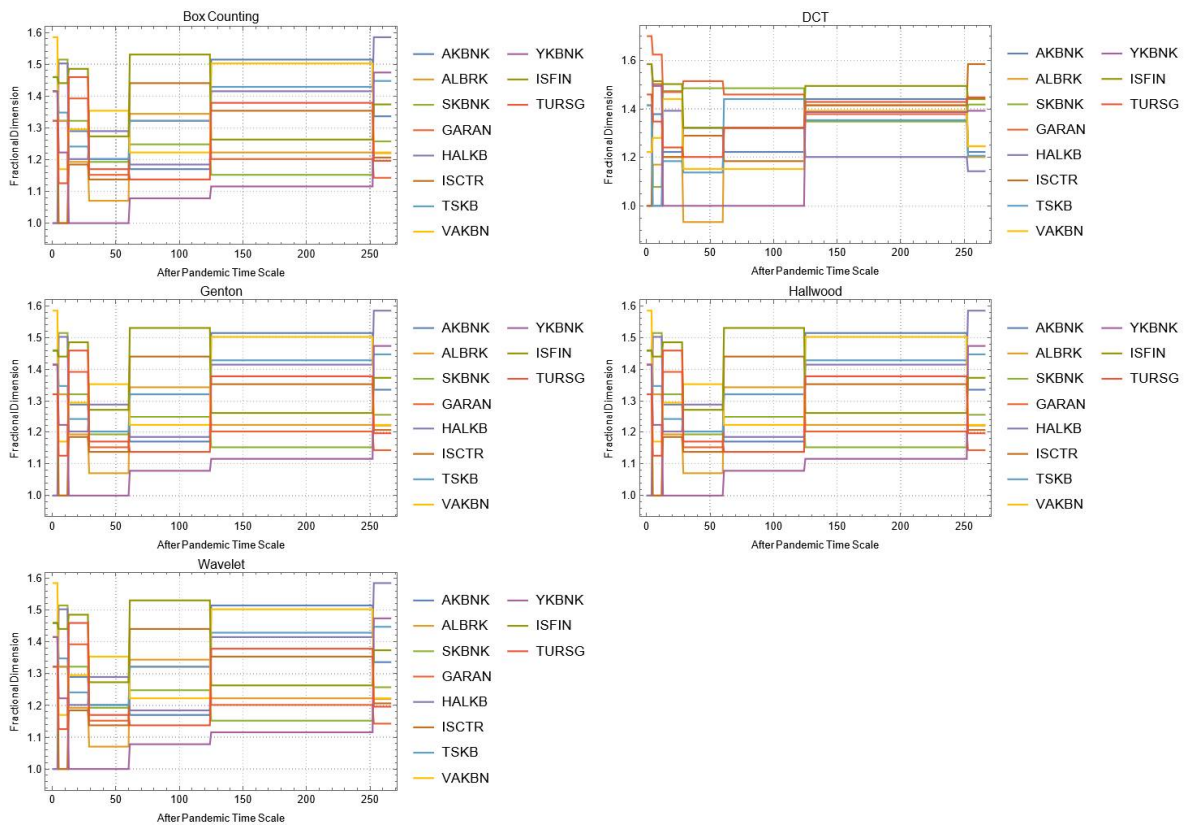 Box Counting
Fractional Dimension
1.6
1.5
1.4
1.3
1.2
1.1
1.0
0 50 100 150 200 250
After Pandemic Time Scale
AKBNK YKBNK
ALBRK ISFIN
SKBNK TURSG
GARAN
HALKB
ISCTR
TSKB
VAKBN
DCT
Fractional Dimension
1.6
1.4
1.2
1.0
0 50 100 150 200 250
After Pandemic Time Scale
AKBNK YKBNK
ALBRK ISFIN
SKBNK TURSG
GARAN
HALKB
ISCTR
TSKB
VAKBN
Genton
Fractional Dimension
1.6
1.5
1.4
1.3
1.2
1.1
1.0
0 50 100 150 200 250
After Pandemic Time Scale
AKBNK YKBNK
ALBRK ISFIN
SKBNK TURSG
GARAN
HALKB
ISCTR
TSKB
VAKBN
Hallwood
Fractional Dimension
1.6
1.5
1.4
1.3
1.2
1.1
1.0
0 50 100 150 200 250
After Pandemic Time Scale
AKBNK YKBNK
ALBRK ISFIN
SKBNK TURSG
GARAN
HALKB
ISCTR
TSKB
VAKBN
Wavelet
Fractional Dimension
1.6
1.5
1.4
1.3
1.2
1.1
1.0
0 50 100 150 200 250
After Pandemic Time Scale
AKBNK YKBNK
ALBRK ISFIN
SKBNK TURSG
GARAN
HALKB
ISCTR
TSKB
VAKBN